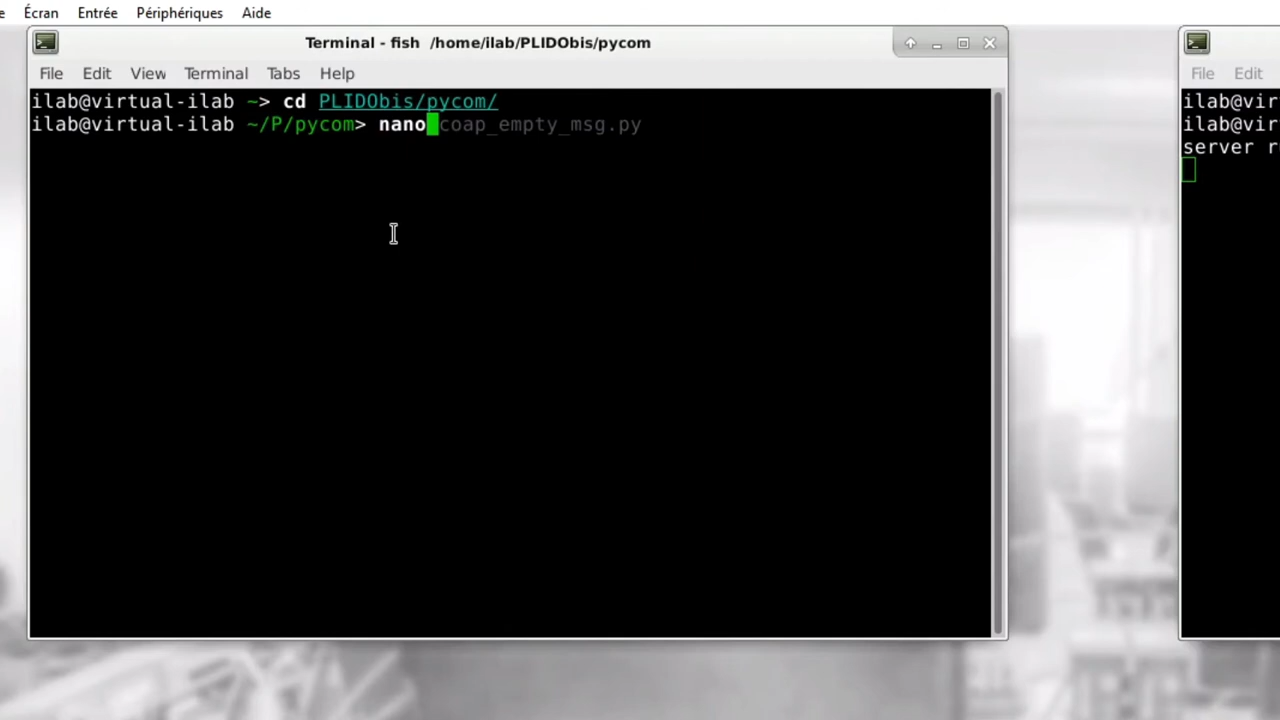 Écran Entrée Périphériques Aide
Terminal - fish /home/ilab/PLIDObis/pycom
File Edit View Terminal Tabs Help
ilab@virtual-ilab ~> cd PLIDObis/pycom/
ilab@virtual-ilab ~/P/pycom> nano coap_empty_msg.py
File Edit
ilab@vir
ilab@vir
server r